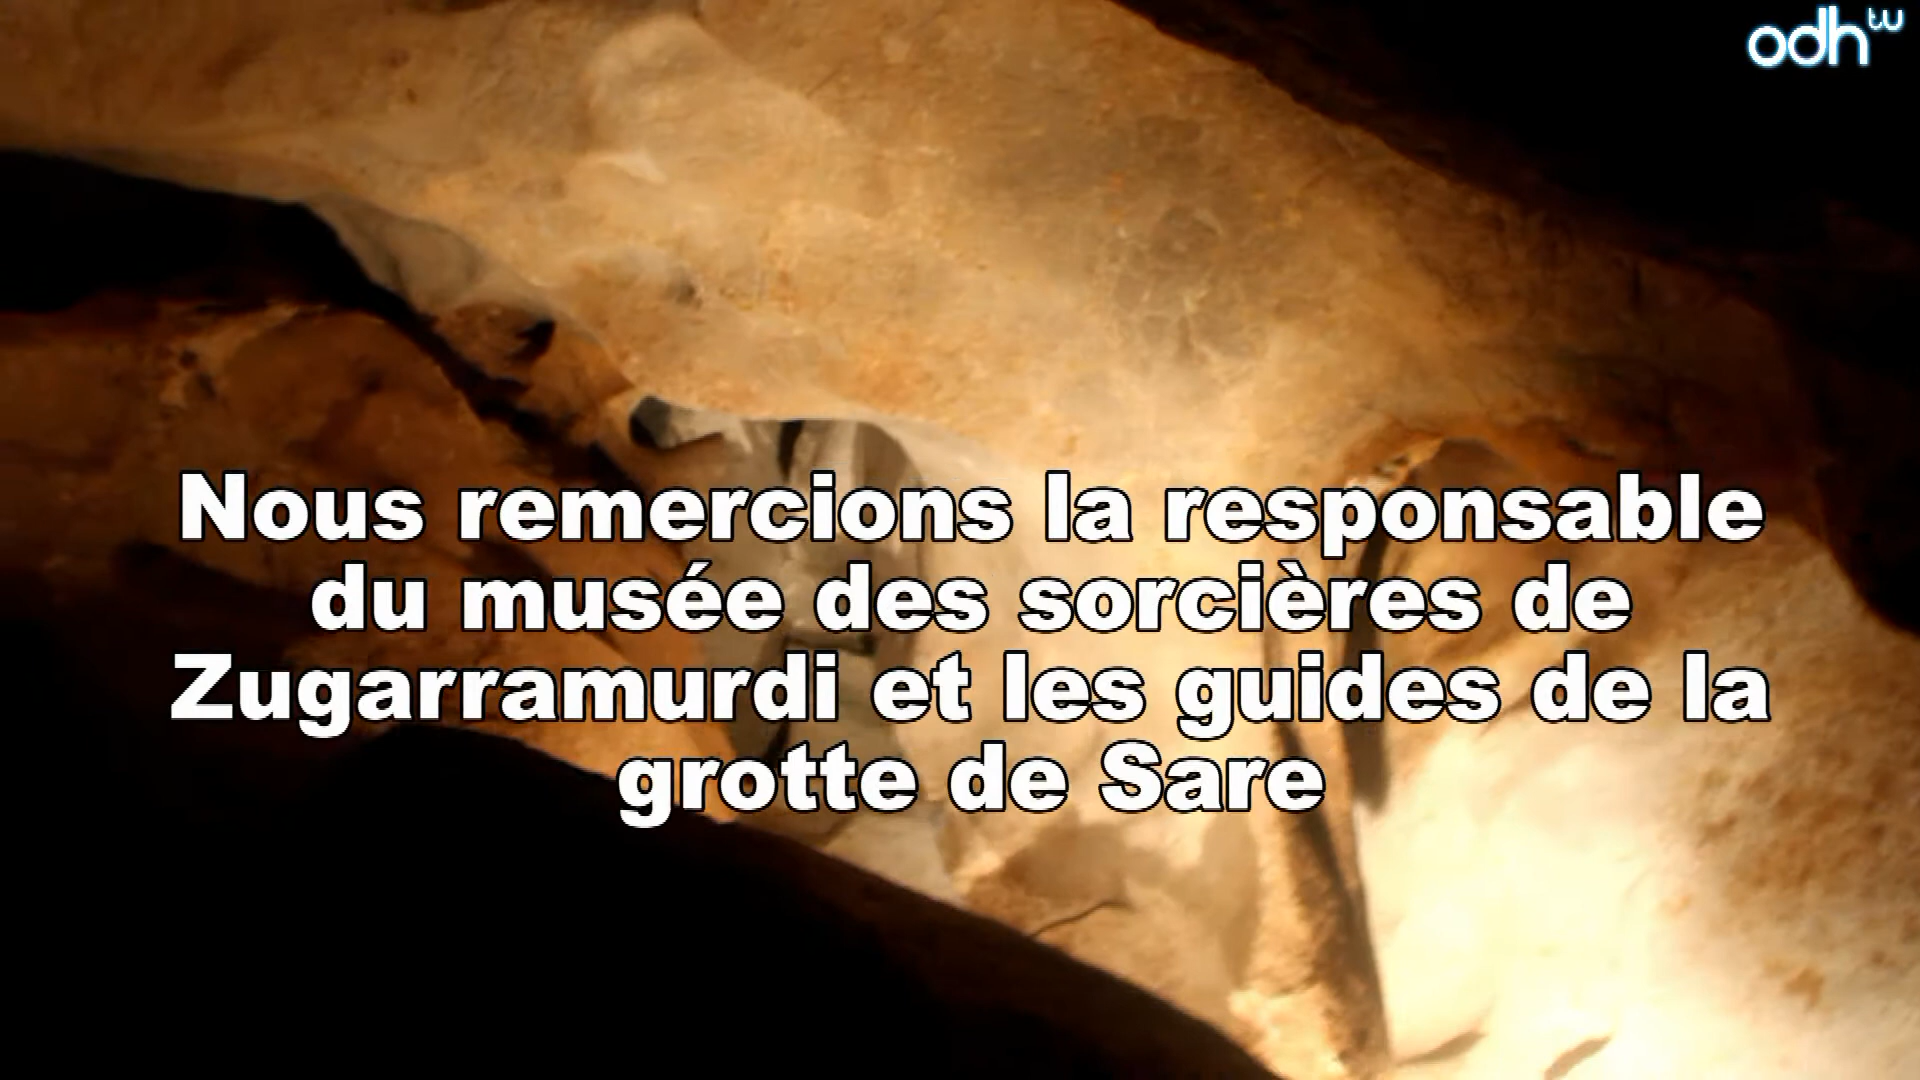 odh tv
Nous remercions la responsable
du musée des sorcières de
Zugarramurdi et les guides de la
grotte de Sare